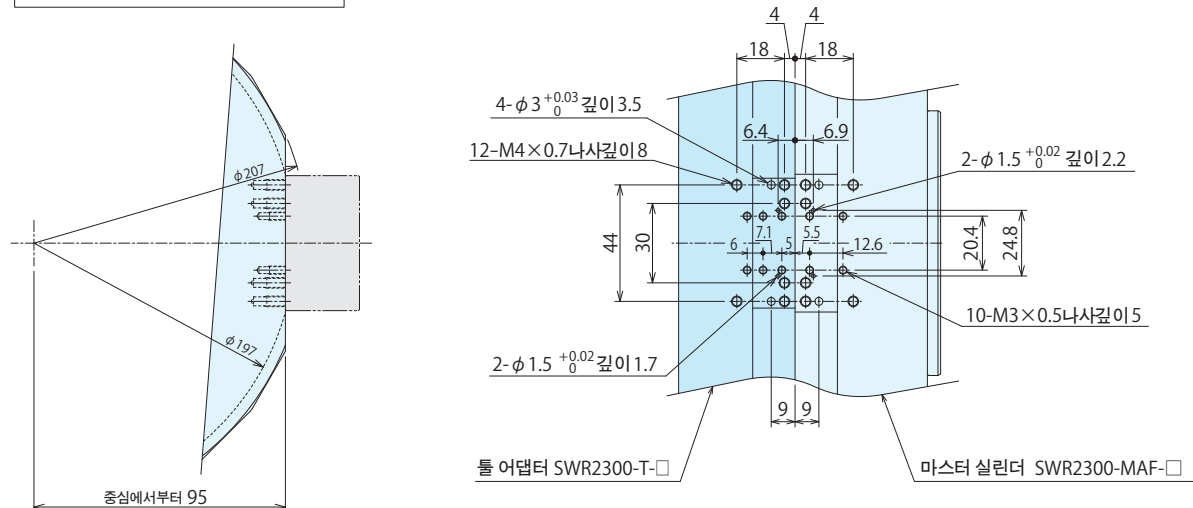 4 4
18 18
4-φ3 +0.03 0 깊이3.5
6.4 6.9
12-M4×0.7나사깊이8
2-φ1.5 +0.02 0 깊이2.2
φ207
44
30
7.1
5.5
6
5
12.6
20.4
24.8
10-M3×0.5나사깊이5
φ197
2-φ1.5 +0.02 0 깊이1.7
9 9
툴 어댑터 SWR2300-T-□
마스터 실린더 SWR2300-MAF-□
중심에서부터 95